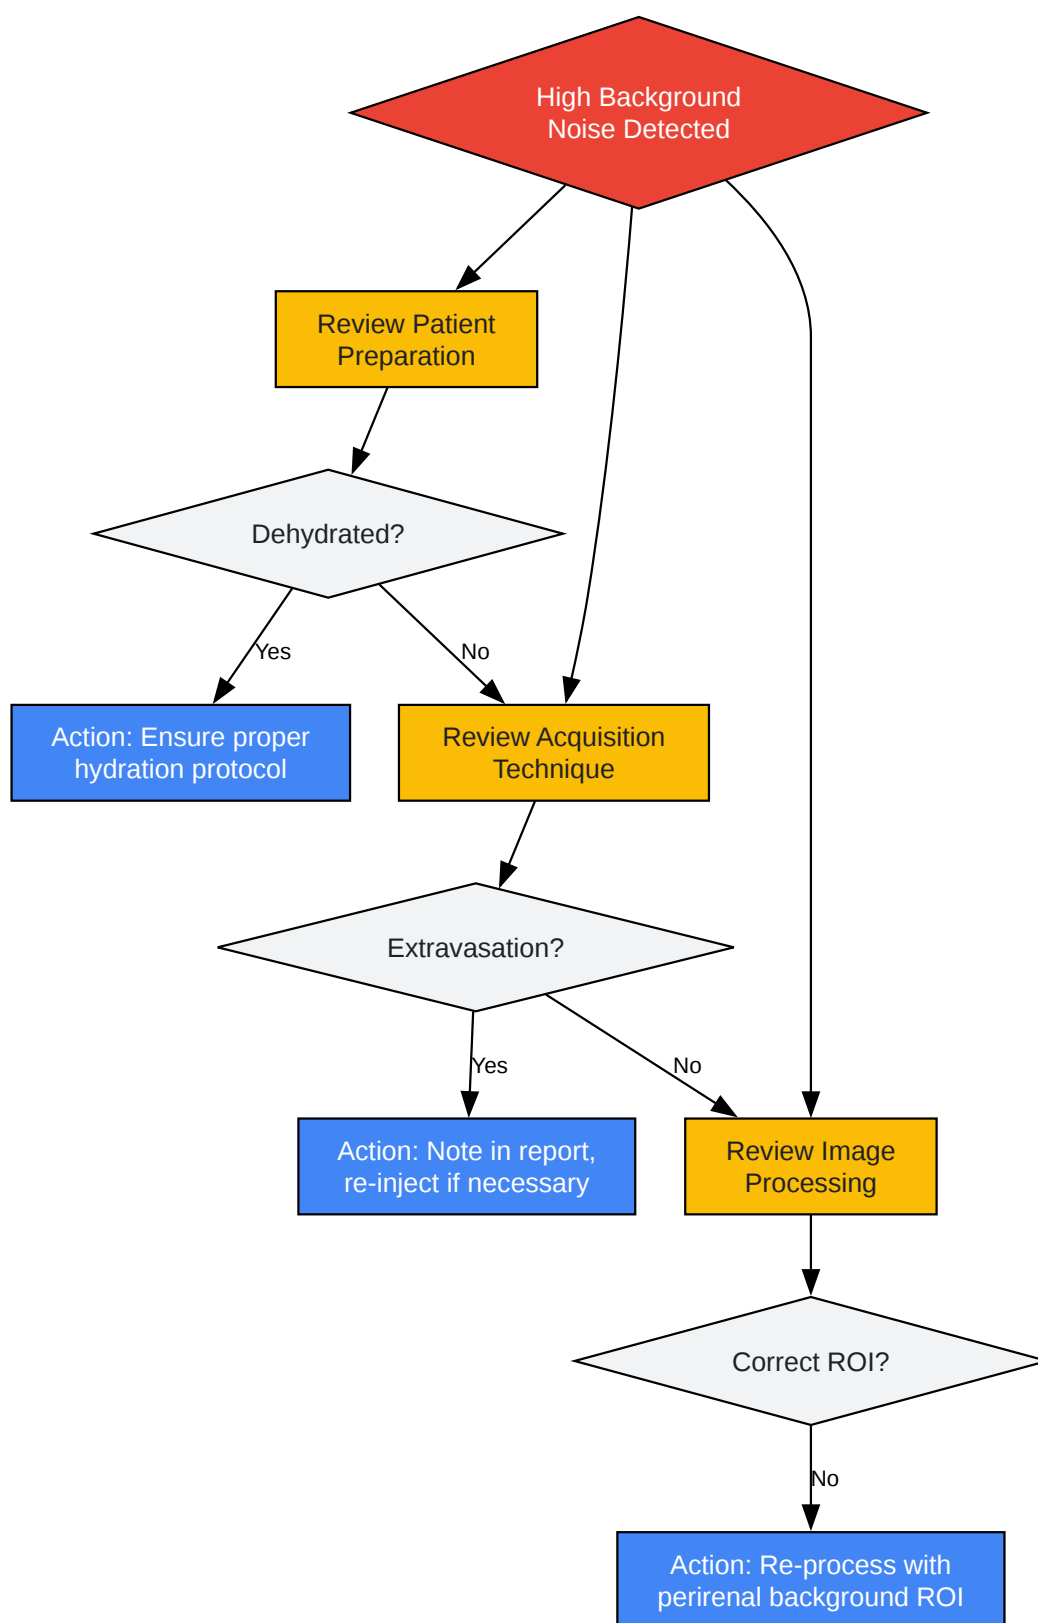 High Background
Noise Detected
Review Patient
Preparation
Dehydrated?
Yes
No
Action: Ensure proper
hydration protocol
Review Acquisition
Technique
Extravasation?
Yes
No
Action: Note in report,
re-inject if necessary
Review Image
Processing
Correct ROI?
No
Action: Re-process with
perirenal background ROI